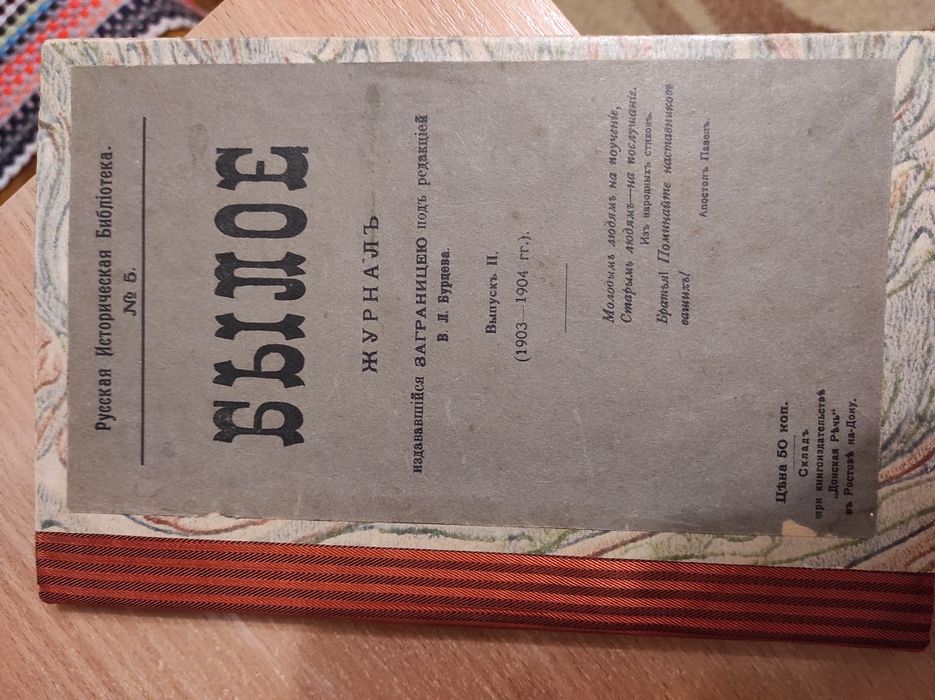 Русская Историческая Библіотека.
№ 5.
БЫЛОЕ
ЖУРНАЛЪ
издававшійся ЗАГРАНИЦЕЮ подъ редакціей
В. Л. Бурцева.
Выпускъ II.
(1903—1904 гг.).
Молодымъ людямъ на поученіе,
Старымъ людямъ—на послушаніе.
Изъ народныхъ стиховъ.
Братья! Поминайте наставниковъ
вашихъ!
Апостолъ Павелъ.
Цѣна 50 коп.
Складъ
при книгоиздательствѣ
„Донская Рѣчь“
въ Ростовѣ на-Дону.